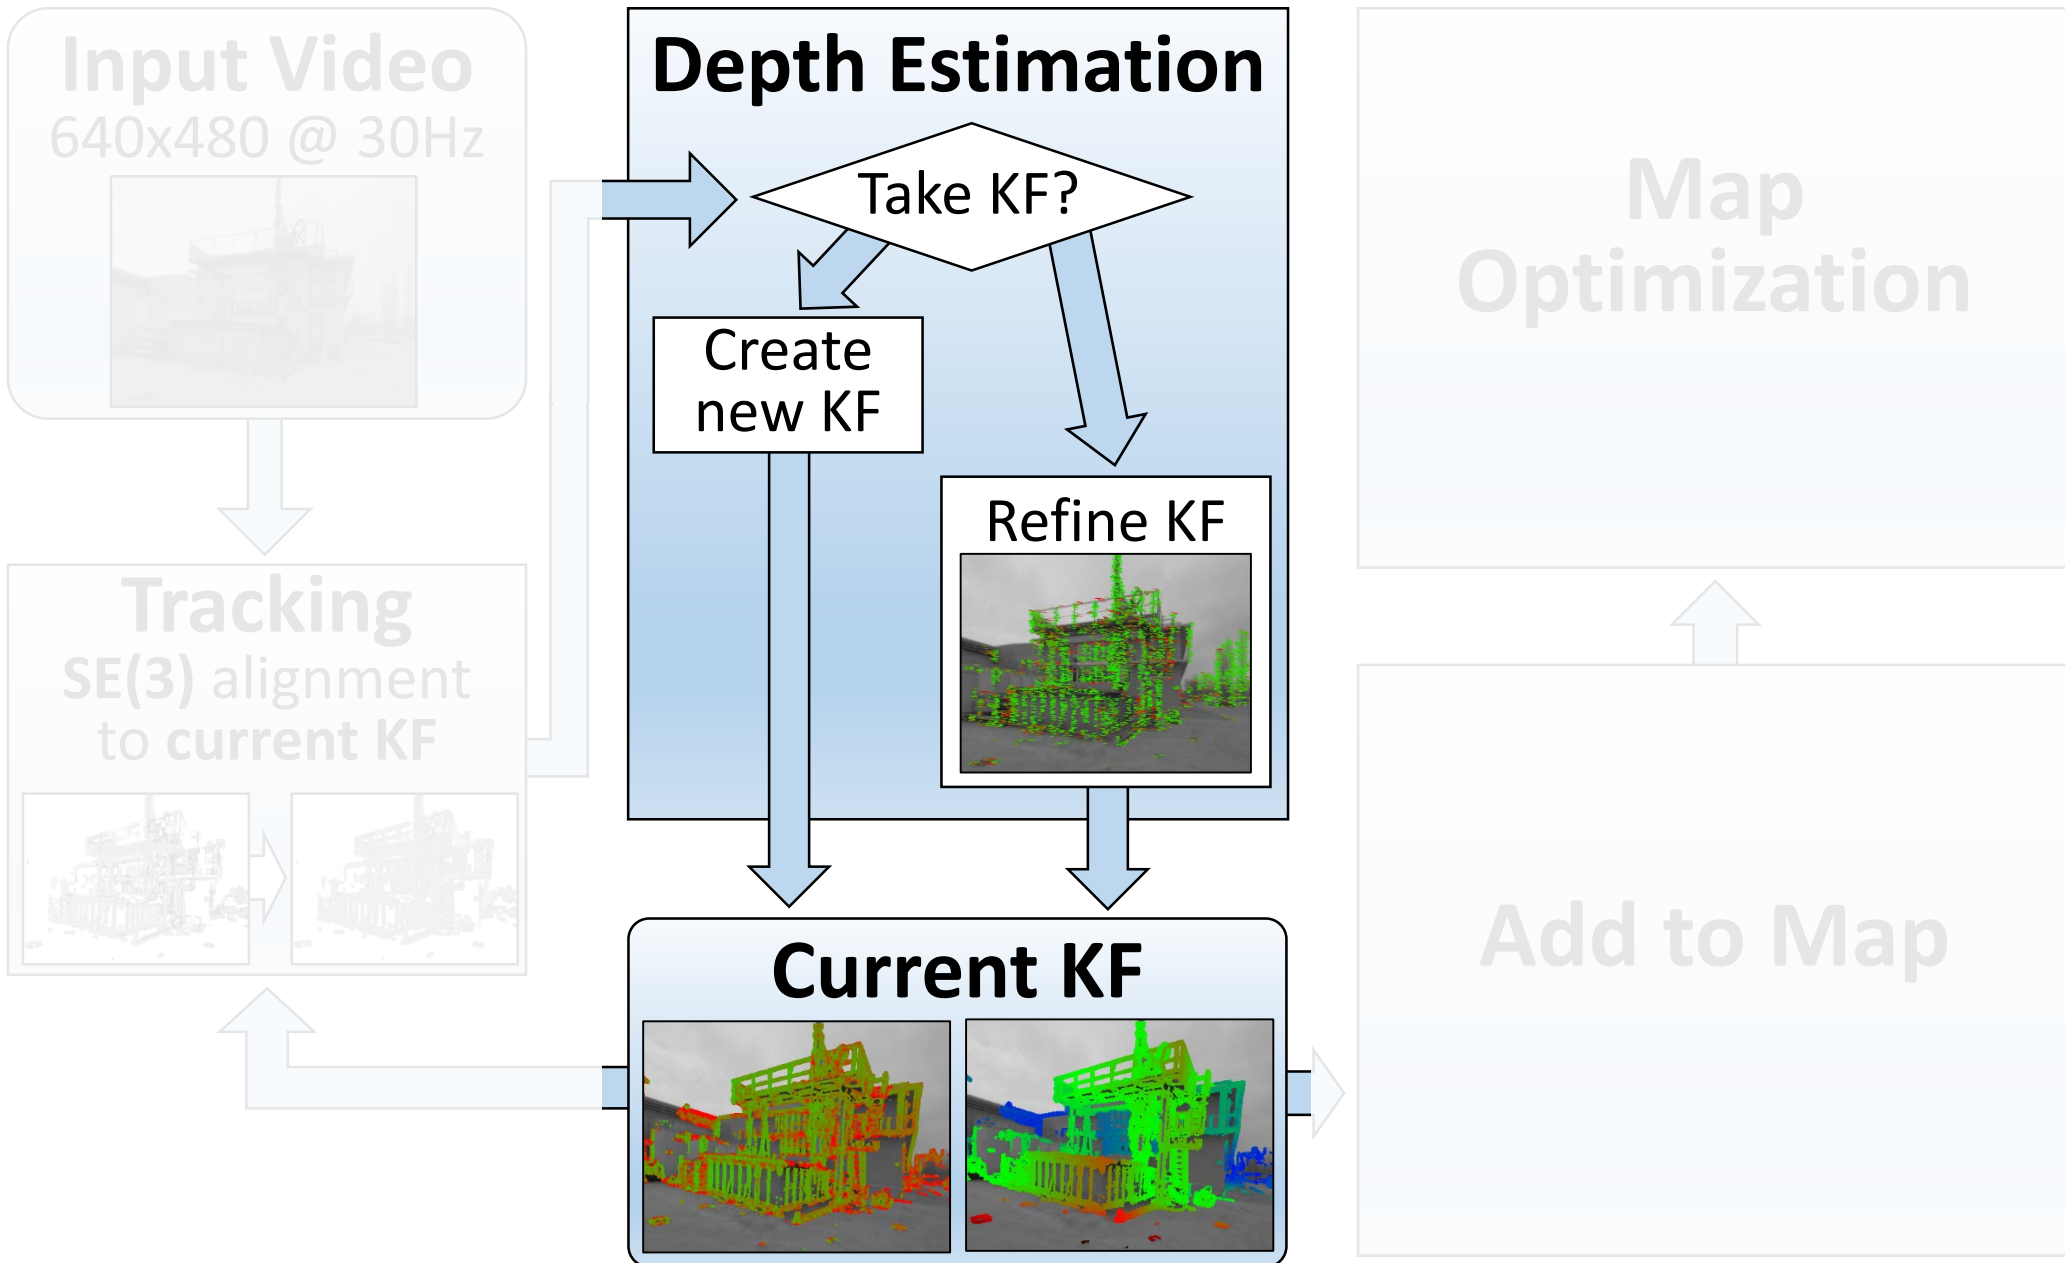 Input Video
640x480 @ 30Hz
Tracking
SE(3) alignment
to current KF
Depth Estimation
Take KF?
Create
new KF
Refine KF
Current KF
Map
Optimization
Add to Map